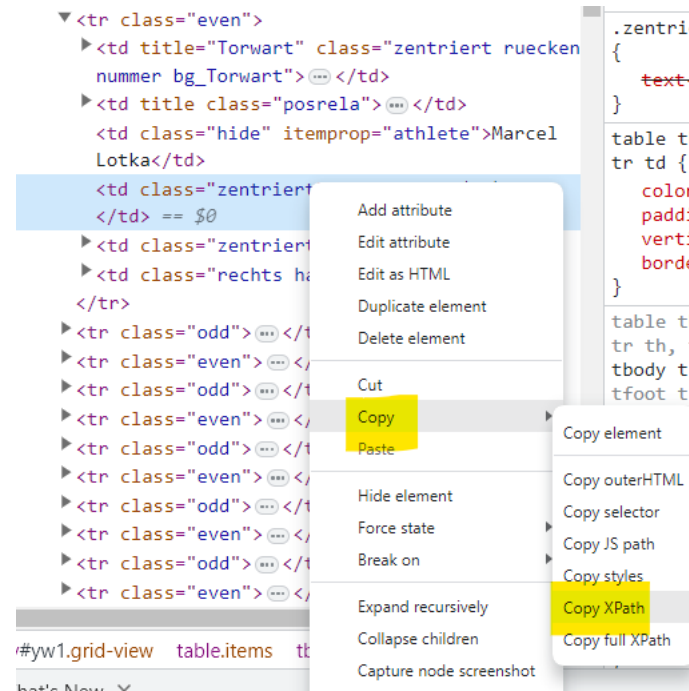 <tr class="even">
<td title="Torwart" class="zentriert ruecken
nummer bg_Torwart"> … </td>
<td title class="posrela"> … </td>
<td class="hide" itemprop="athlete">Marcel
Lotka</td>
<td class="zentriert
</td> == $0
<td class="zentriert
<td class="rechts ha
</tr>
<tr class="odd"> … </t
<tr class="even"> … </
<tr class="odd"> … </t
<tr class="even"> … </
<tr class="odd"> … </t
<tr class="even"> … </
<tr class="odd"> … </t
<tr class="even"> … </
<tr class="odd"> … </t
<tr class="even"> … </
#yw1.grid-view table.items tb
Add attribute
Edit attribute
Edit as HTML
Duplicate element
Delete element
Cut
Copy
Paste
Hide element
Force state
Break on
Expand recursively
Collapse children
Capture node screenshot
Copy element
Copy outerHTML
Copy selector
Copy JS path
Copy styles
Copy XPath
Copy full XPath
.zentrie
{
text-
}
table t
tr td {
color
paddi
verti
borde
}
table t
tr th,
tbody t
tfoot t